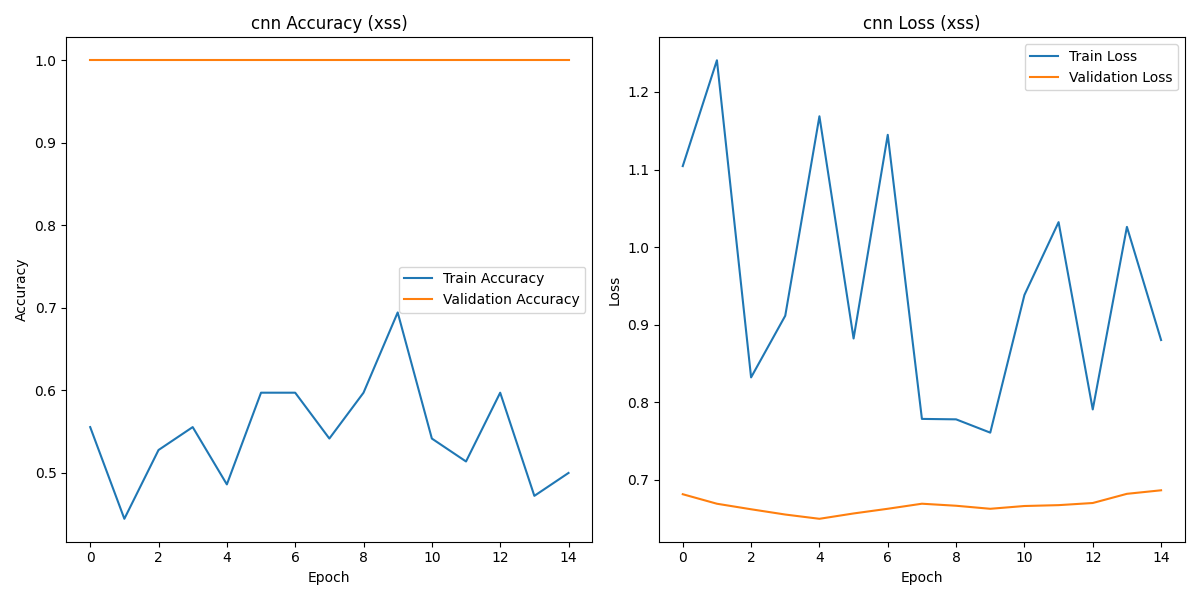 cnn Accuracy (xss)
1.0
0.9
0.8
0.7
0.6
0.5
Accuracy
Train Accuracy
Validation Accuracy
0 2 4 6 8 10 12 14
Epoch
cnn Loss (xss)
1.2
1.1
1.0
0.9
0.8
0.7
Loss
Train Loss
Validation Loss
0 2 4 6 8 10 12 14
Epoch